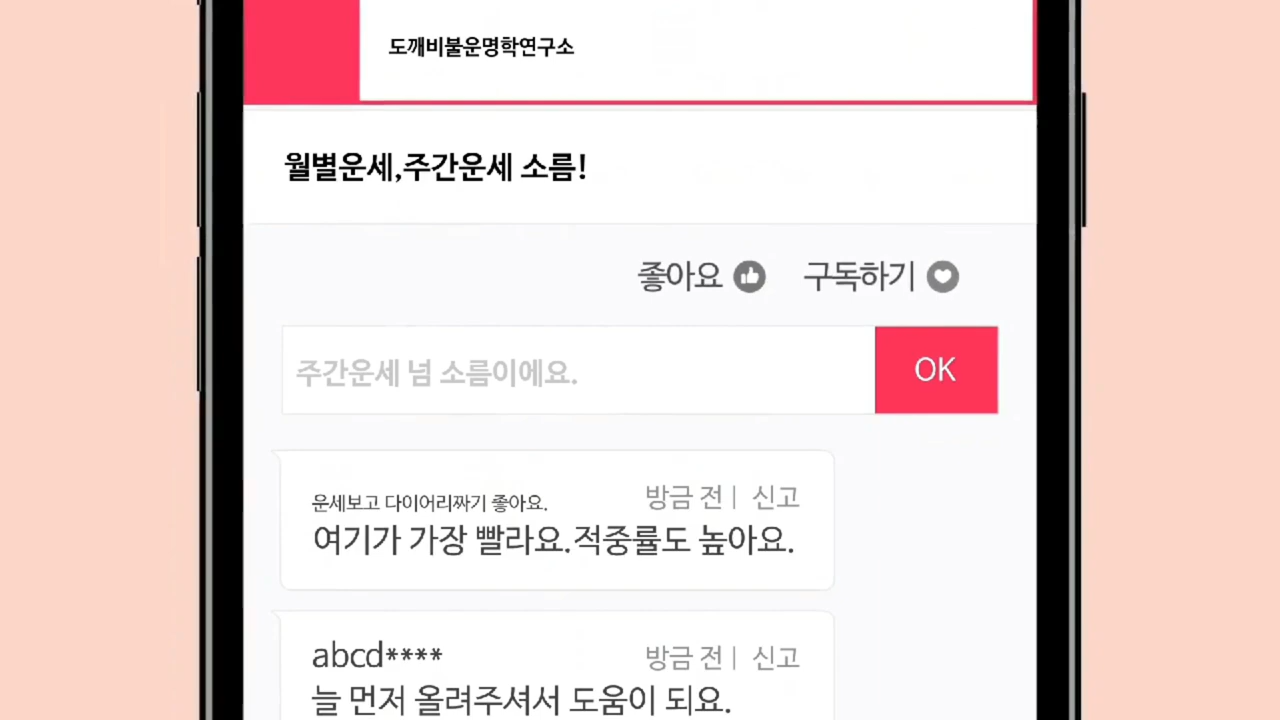 도깨비불운명학연구소
월별운세,주간운세 소름!
좋아요 구독하기
주간운세 넘 소름이에요. OK
운세보고 다이어리짜기 좋아요. 방금 전 | 신고
여기가 가장 빨라요.적중률도 높아요.
abcd**** 방금 전 | 신고
늘 먼저 올려주셔서 도움이 되요.